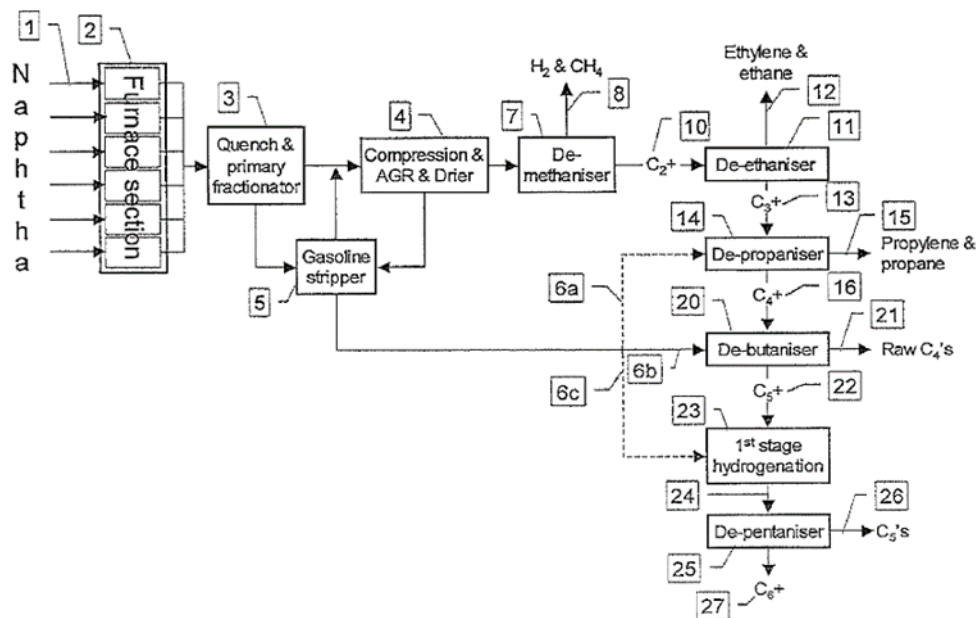 1
2
Naphtha
Furnace section
3
Quench &
primary
fractionator
4
Compression &
AGR & Drier
5
Gasoline
stripper
6a
6b
6c
7
De-
methaniser
H₂ & CH₄
8
10
C₂+
Ethylene &
ethane
12
11
De-ethaniser
C₃+
13
14
De-propaniser
15
Propylene &
propane
C₄+
16
20
De-butaniser
21
Raw C₄'s
C₅+
22
23
1st stage
hydrogenation
24
De-pentaniser
25
26
C₅'s
27
C₆+